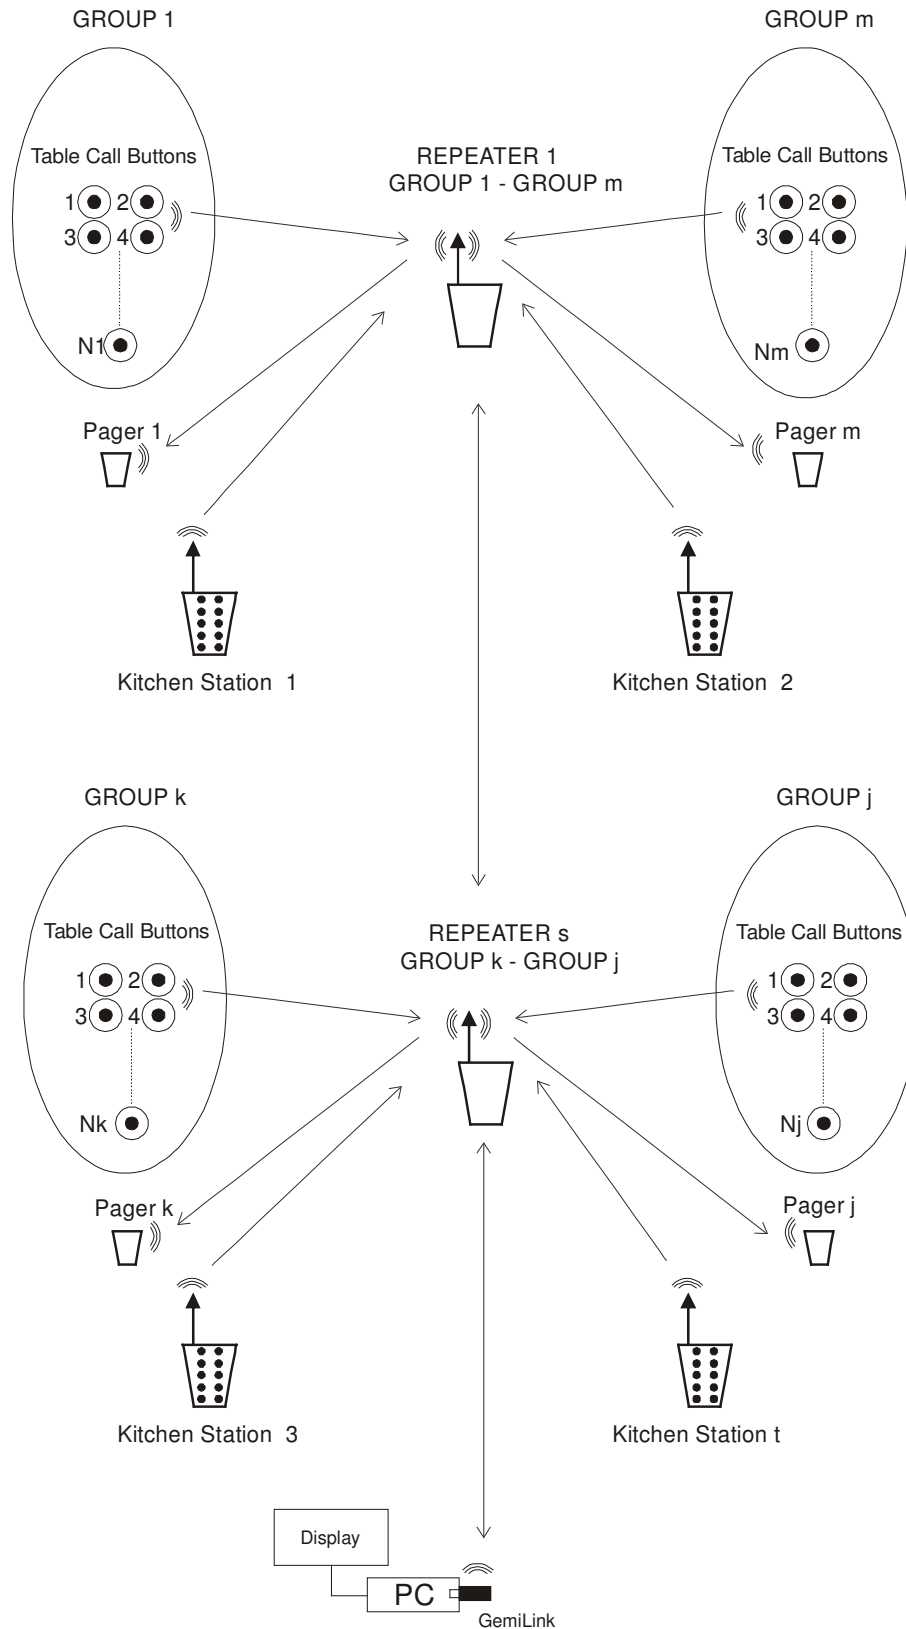 GROUP 1
GROUP m
Table Call Buttons
1 2
3 4
N1
REPEATER 1
GROUP 1 - GROUP m
Table Call Buttons
1 2
3 4
Nm
Pager 1
Pager m
Kitchen Station 1
Kitchen Station 2
GROUP k
GROUP j
Table Call Buttons
1 2
3 4
Nk
REPEATER s
GROUP k - GROUP j
Table Call Buttons
1 2
3 4
Nj
Pager k
Pager j
Kitchen Station 3
Kitchen Station t
Display
PC
GemiLink